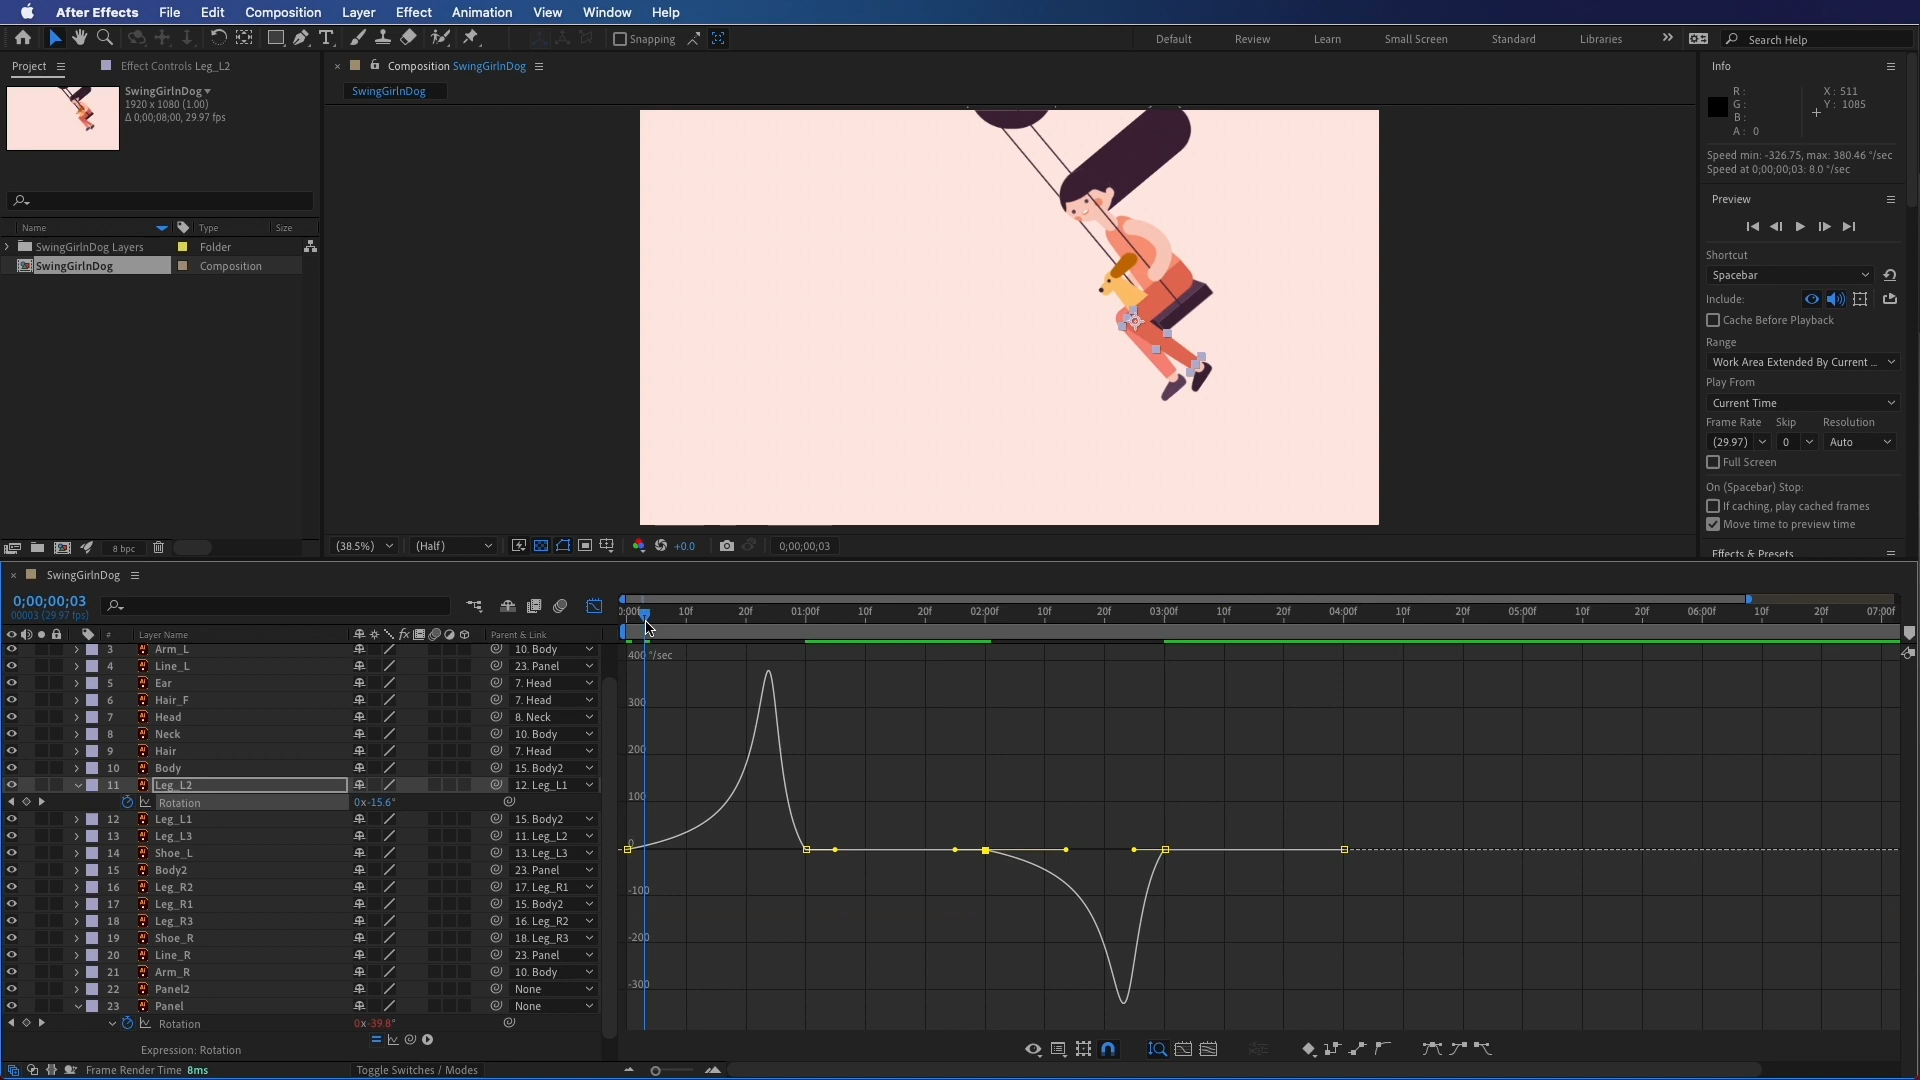 After Effects File Edit Composition Layer Effect Animation View Window Help
Snapping Default Review Learn Small Screen Standard Libraries Search Help
Project Effect Controls Leg_L2
Composition SwingGirlnDog
SwingGirlnDog
SwingGirlnDog
1920 x 1080 (1.00)
Δ 0;00;08;00, 29.97 fps
Name Type Size
SwingGirlnDog Layers Folder
SwingGirlnDog Composition
8 bpc
(38.5%) (Half) +0.0 0;00;00;03
Info
R : X : 511
G : Y : 1085
B :
A : 0
Speed min: -326.75, max: 380.46 °/sec
Speed at 0;00;00;03: 8.0 °/sec
Preview
Shortcut
Spacebar
Include:
Cache Before Playback
Range
Work Area Extended By Current ...
Play From
Current Time
Frame Rate Skip Resolution
(29.97) 0 Auto
Full Screen
On (Spacebar) Stop:
If caching, play cached frames
Move time to preview time
Effects & Presets
SwingGirlnDog
0;00;00;03
00003 (29.97 fps)
0:00f 10f 20f 01:00f 10f 20f 02:00f 10f 20f 03:00f 10f 20f 04:00f 10f 20f 05:00f 10f 20f 06:00f 10f 20f 07:00f
# Layer Name fx Parent & Link
3 Arm_L 10. Body
4 Line_L 23. Panel
5 Ear 7. Head
6 Hair_F 7. Head
7 Head 8. Neck
8 Neck 10. Body
9 Hair 7. Head
10 Body 15. Body2
11 Leg_L2 12. Leg_L1
Rotation 0x-15.6°
12 Leg_L1 15. Body2
13 Leg_L3 11. Leg_L2
14 Shoe_L 13. Leg_L3
15 Body2 23. Panel
16 Leg_R2 17. Leg_R1
17 Leg_R1 15. Body2
18 Leg_R3 16. Leg_R2
19 Shoe_R 18. Leg_R3
20 Line_R 23. Panel
21 Arm_R 10. Body
22 Panel2 None
23 Panel None
Rotation 0x-39.8°
Expression: Rotation
400 °/sec
300
200
100
0
-100
-200
-300
Frame Render Time 8ms Toggle Switches / Modes